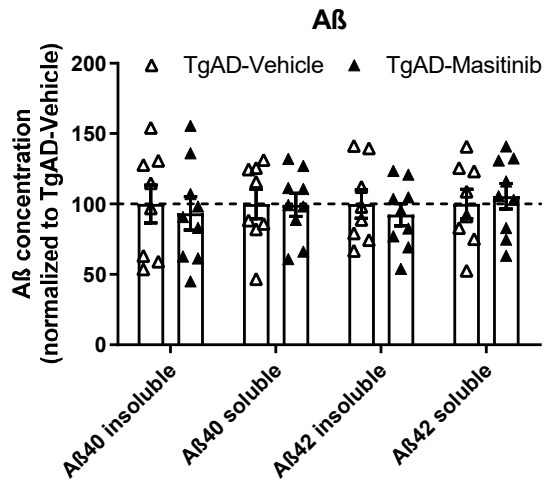 Aß
TgAD-Vehicle
TgAD-Masitinib
Aß concentration
(normalized to TgAD-Vehicle)
200
150
100
50
0
Aß40 insoluble
Aß40 soluble
Aß42 insoluble
Aß42 soluble